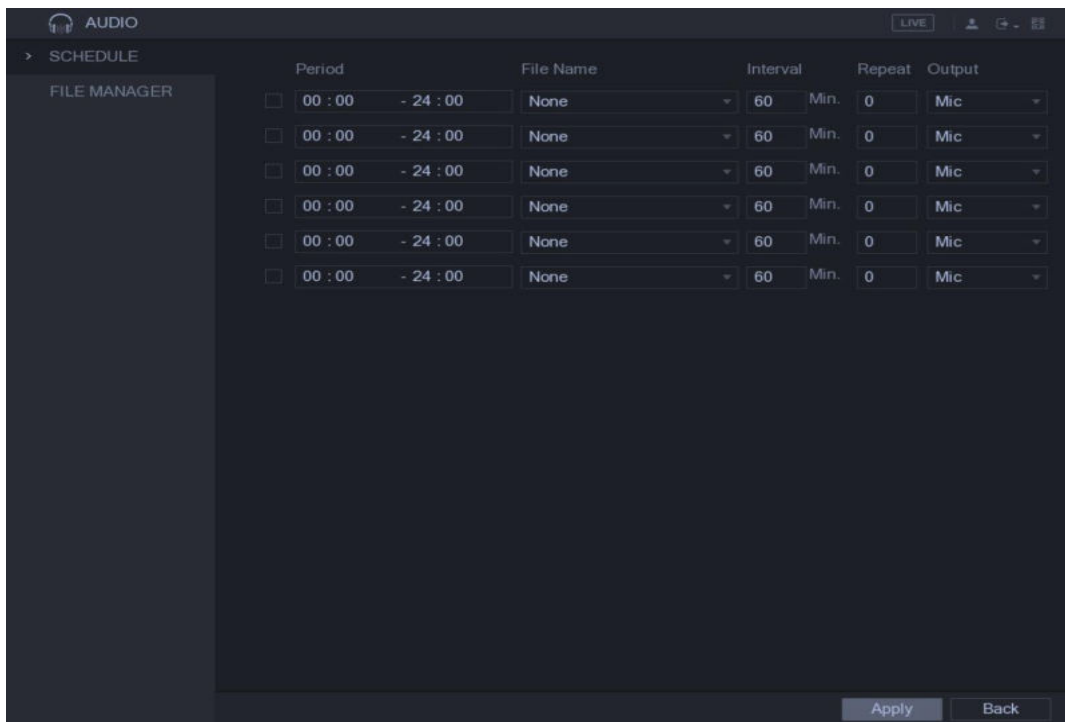 AUDIO LIVE
SCHEDULE
FILE MANAGER
Period File Name Interval Repeat Output
00 : 00 - 24 : 00 None 60 Min. 0 Mic
00 : 00 - 24 : 00 None 60 Min. 0 Mic
00 : 00 - 24 : 00 None 60 Min. 0 Mic
00 : 00 - 24 : 00 None 60 Min. 0 Mic
00 : 00 - 24 : 00 None 60 Min. 0 Mic
00 : 00 - 24 : 00 None 60 Min. 0 Mic
Apply Back